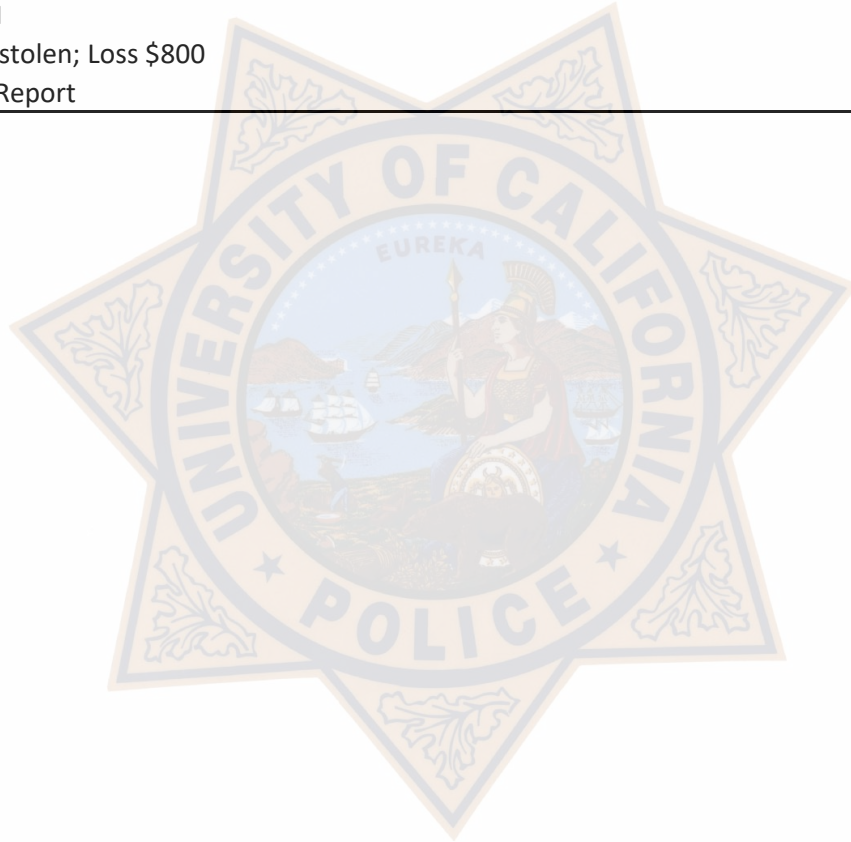 stolen; Loss $800
Report
EUREKA
UNIVERSITY OF CALIFORNIA
POLICE